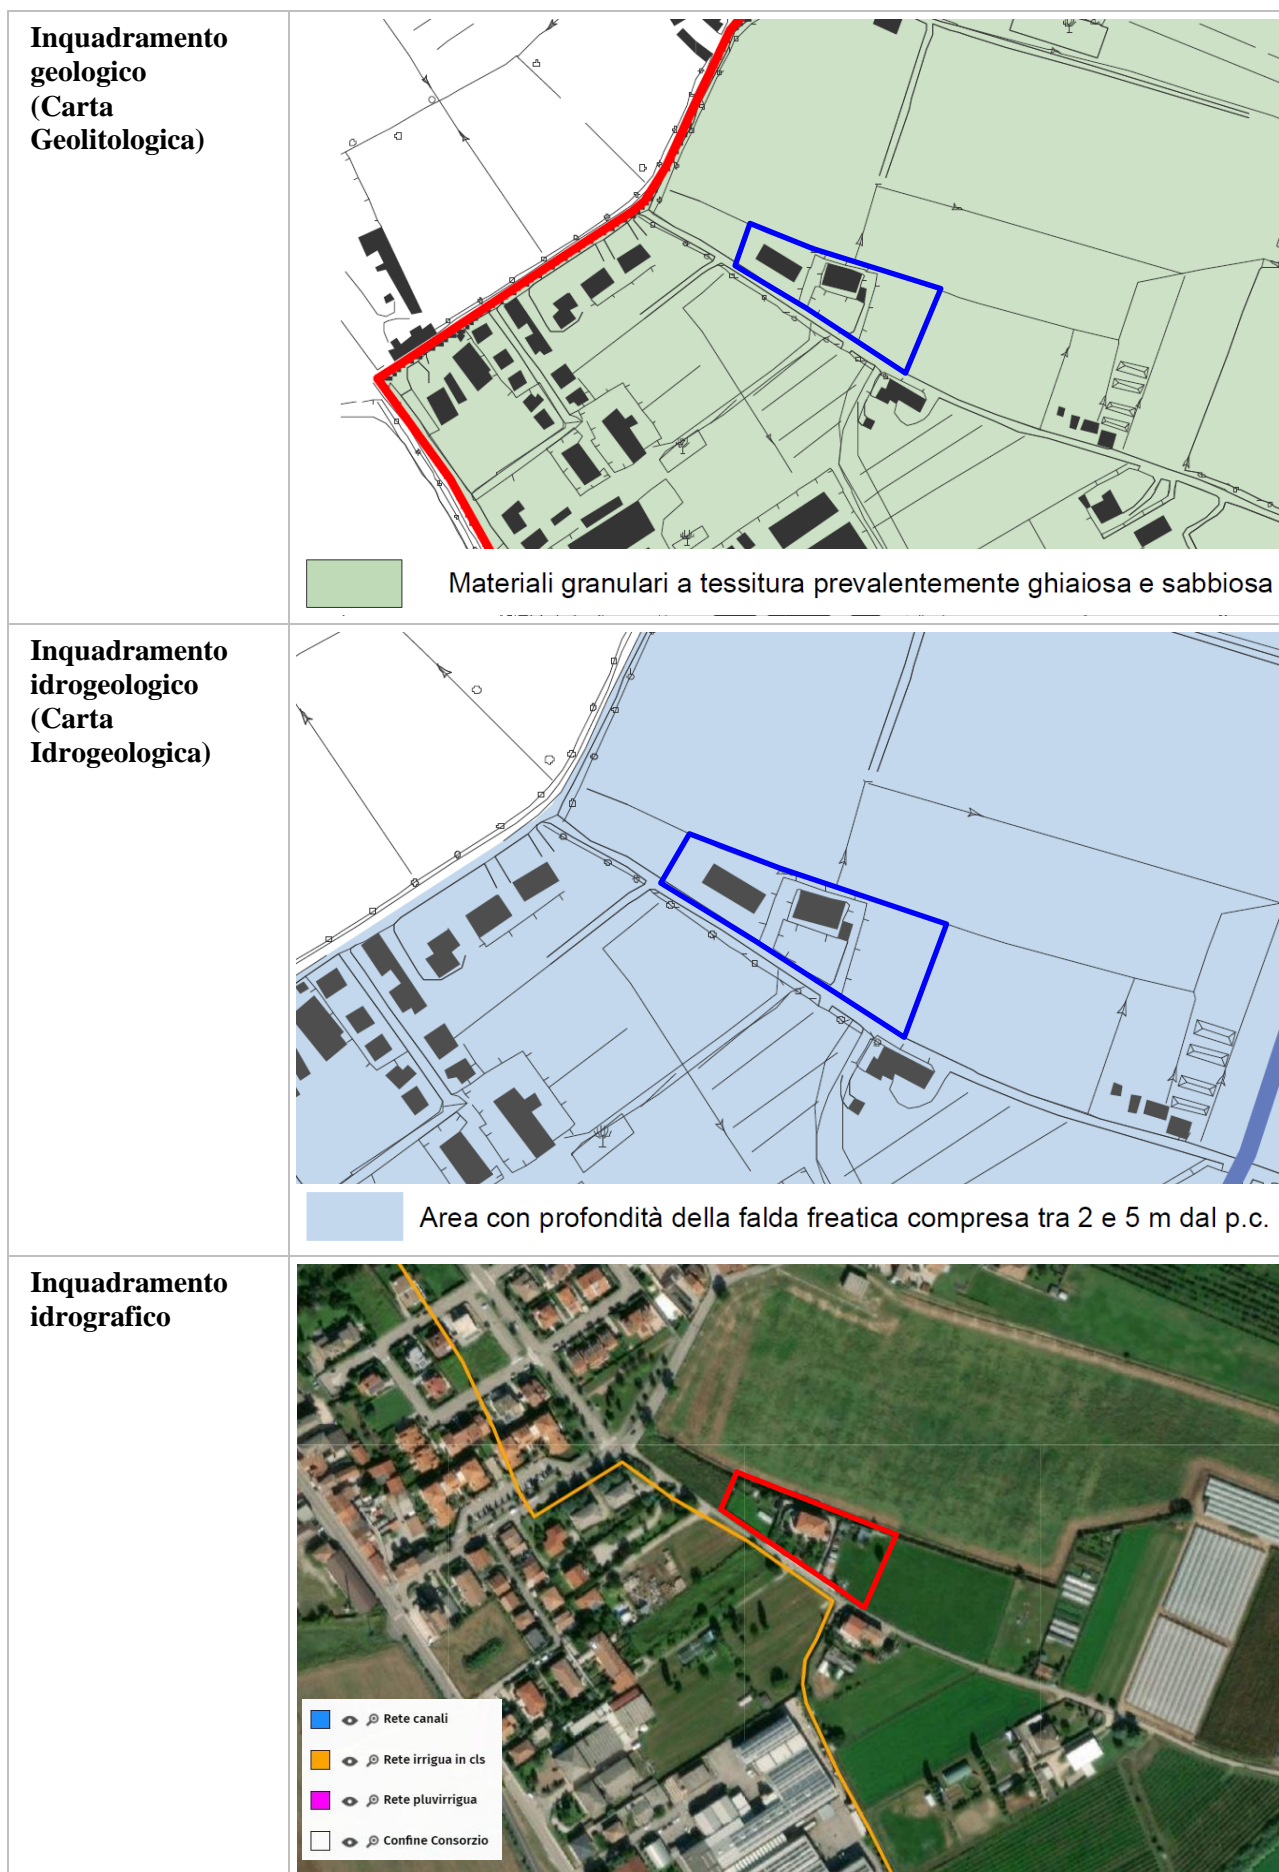 Inquadramento
geologico
(Carta
Geolitologica)
Materiali granulari a tessitura prevalentemente ghiaiosa e sabbiosa
Inquadramento
idrogeologico
(Carta
Idrogeologica)
Area con profondità della falda freatica compresa tra 2 e 5 m dal p.c.
Inquadramento
idrografico
Rete canali
Rete irrigua in cls
Rete pluvirrigua
Confine Consorzio